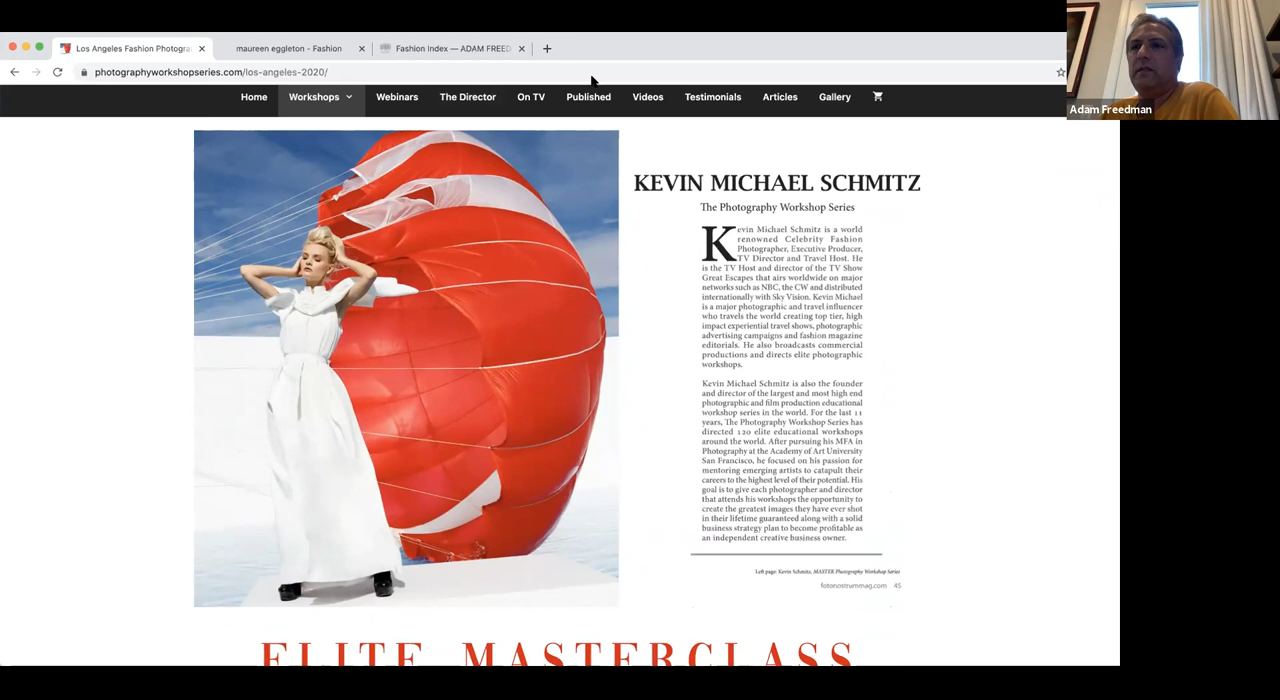 Los Angeles Fashion Photogra
maureen eggleton - Fashion
Fashion Index — ADAM FREED
photographyworkshopseries.com/los-angeles-2020/
Adam Freedman
Home
Workshops
Webinars
The Director
On TV
Published
Videos
Testimonials
Articles
Gallery
KEVIN MICHAEL SCHMITZ
The Photography Workshop Series
Kevin Michael Schmitz is a world
renowned Celebrity Fashion
Photographer, Executive Producer,
TV Director and Travel Host. He
is the TV Host and director of the TV Show
Great Escapes that airs worldwide on major
networks such as NBC, the CW and distributed
internationally with Sky Vision. Kevin Michael
is a major photographic and travel influencer
who travels the world creating top tier, high
impact experiential travel shows, photographic
advertising campaigns and fashion magazine
editorials. He also broadcasts commercial
productions and directs elite photographic
workshops.
Kevin Michael Schmitz is also the founder
and director of the largest and most high end
photographic and film production educational
workshop series in the world. For the last 11
years, The Photography Workshop Series has
directed 120 elite educational workshops
around the world. After pursuing his MFA in
Photography at the Academy of Art University
San Francisco, he focused on his passion for
mentoring emerging artists to catapult their
careers to the highest level of their potential. His
goal is to give each photographer and director
that attends his workshops the opportunity to
create the greatest images they have ever shot
in their lifetime guaranteed along with a solid
business strategy plan to become profitable as
an independent creative business owner.
Left page: Kevin Schmitz, MASTER Photography Workshop Series
fotonostrummag.com 45
ELITE MASTERCLASS